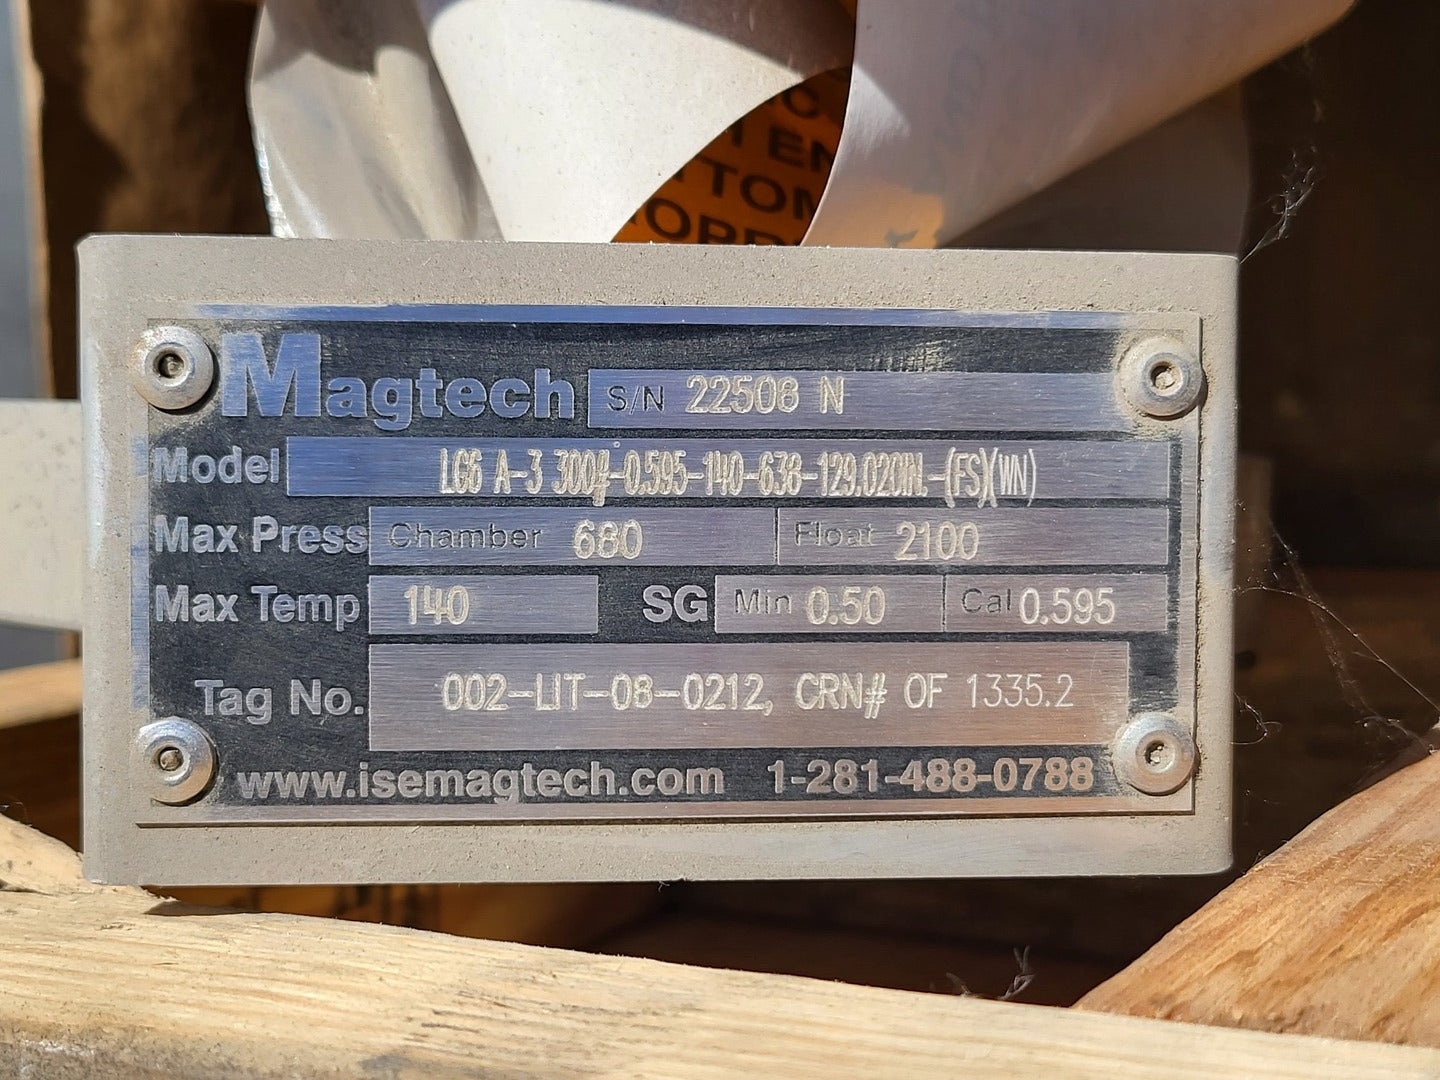 TTOM
Magtech S/N 22508 N
Model LG6 A-3 300#-0.595-140-638-129.020IN.-(FS)(WN)
Max Press Chamber 680 Float 2100
Max Temp 140 SG Min 0.50 Cal 0.595
Tag No. 002-LIT-08-0212, CRN# OF 1335.2
www.isemagtech.com 1-281-488-0788